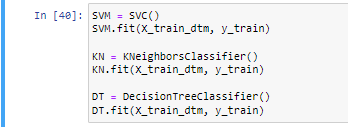 In [40]: SVM = SVC()
SVM.fit(X_train_dtm, y_train)
KN = KNeighborsClassifier()
KN.fit(X_train_dtm, y_train)
DT = DecisionTreeClassifier()
DT.fit(X_train_dtm, y_train)